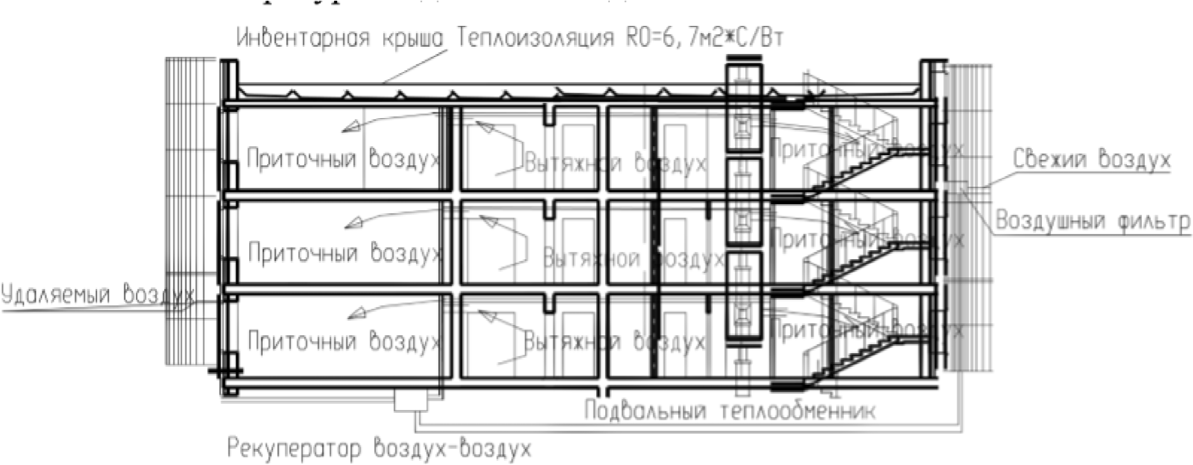 Инвентарная крыша Теплоизоляция R0=6,7м2*С/Вт
Приточный воздух Вытяжной воздух Приточный воздух
Свежий воздух
Воздушный фильтр
Приточный воздух Вытяжной воздух Приточный воздух
Удаляемый воздух
Приточный воздух Вытяжной воздух Приточный воздух
Подвальный теплообменник
Рекуператор воздух-воздух